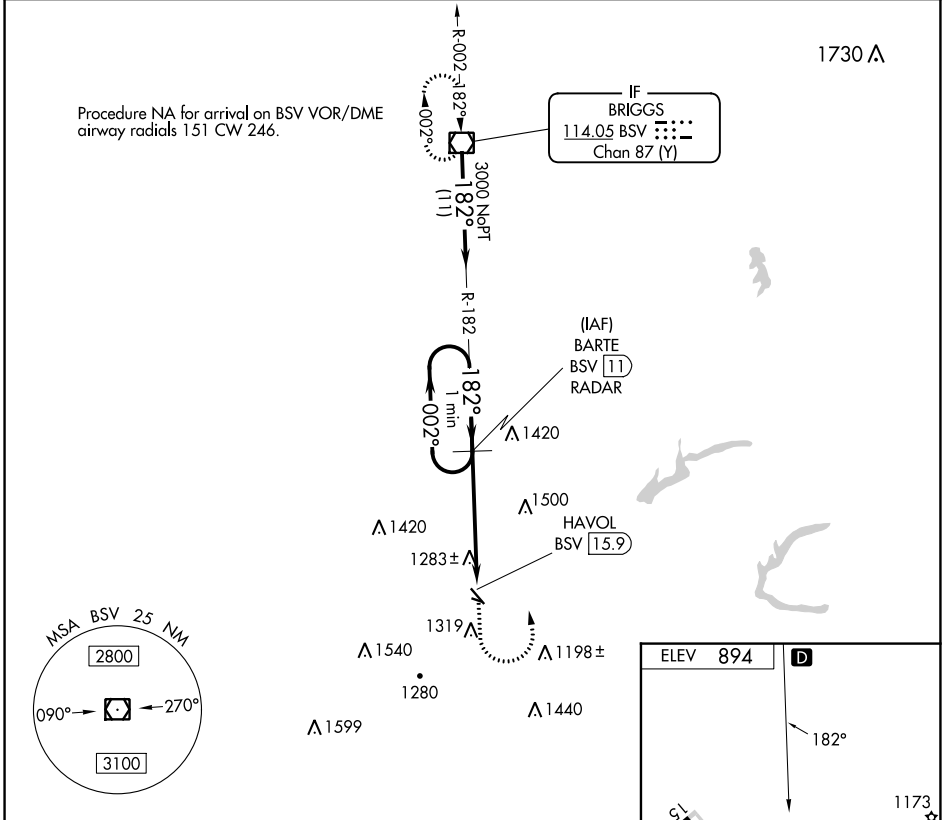 1730
Procedure NA for arrival on BSV VOR/DME
airway radials 151 CW 246.
R-002
182°
002°
IF
BRIGGS
114.05 BSV
Chan 87 (Y)
3000 NoPT
182°
(11)
R-182
(IAF)
BARTE
BSV 11
RADAR
182°
1 min
002°
1420
1500
1420
HAVOL
BSV 15.9
1283±
1319
1540
1198±
1280
1440
1599
MSA BSV 25 NM
2800
090°
270°
3100
ELEV 894 D
182°
1173
15